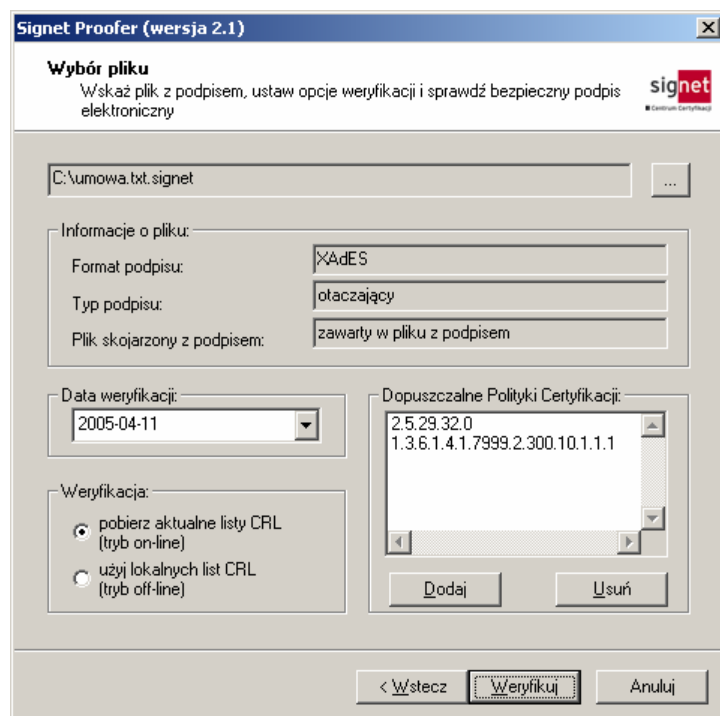 Signet Proofer (wersja 2.1)
Wybór pliku
Wskaż plik z podpisem, ustaw opcje weryfikacji i sprawdź bezpieczny podpis
elektroniczny
signet
Centrum Certyfikacji
C:\umowa.txt.signet
...
Informacje o pliku:
Format podpisu:
XAdES
Typ podpisu:
otaczający
Plik skojarzony z podpisem:
zawarty w pliku z podpisem
Data weryfikacji:
2005-04-11
Dopuszczalne Polityki Certyfikacji:
2.5.29.32.0
1.3.6.1.4.1.7999.2.300.10.1.1.1
Weryfikacja:
pobierz aktualne listy CRL
(tryb on-line)
użyj lokalnych list CRL
(tryb off-line)
Dodaj
Usuń
< Wstecz
Weryfikuj
Anuluj